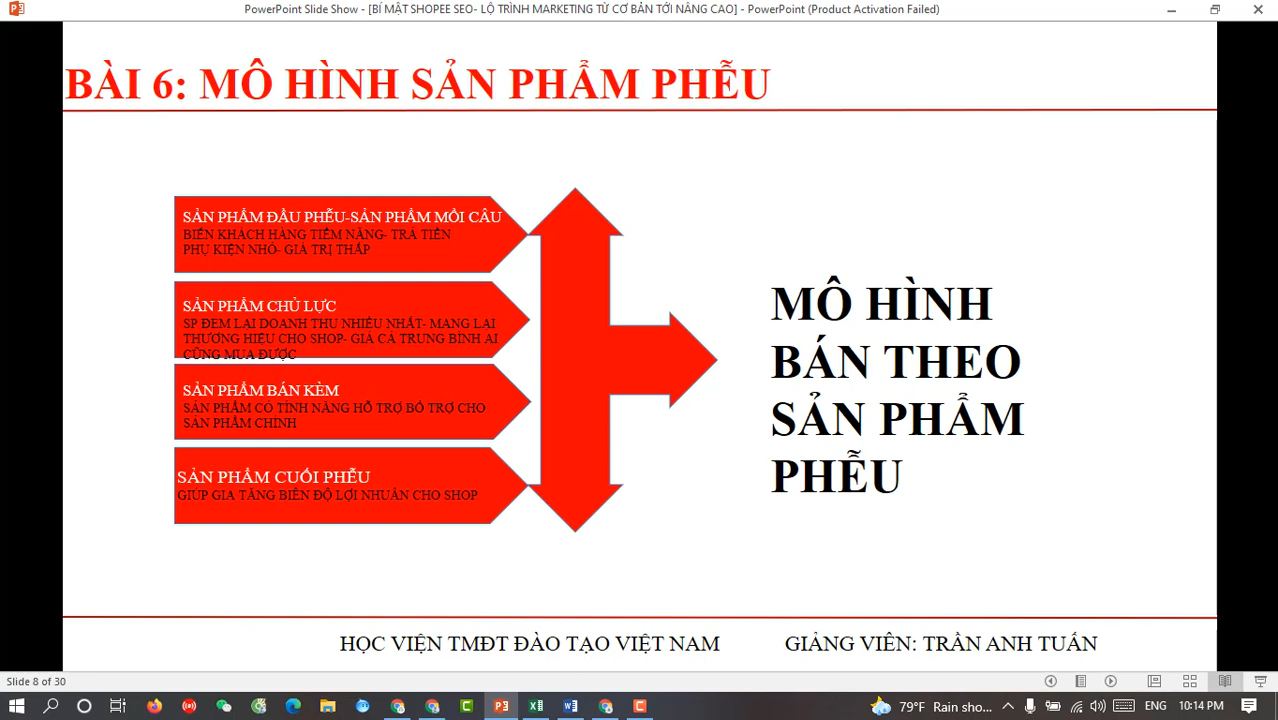 PowerPoint Slide Show - [BÍ MẬT SHOPEE SEO- LỘ TRÌNH MARKETING TỪ CƠ BẢN TỚI NÂNG CAO] - PowerPoint (Product Activation Failed)
BÀI 6: MÔ HÌNH SẢN PHẨM PHỄU
SẢN PHẨM ĐẦU PHỄU-SẢN PHẨM MỒI CÂU
BIẾN KHÁCH HÀNG TIỀM NĂNG- TRẢ TIỀN
PHỤ KIỆN NHỎ- GIÁ TRỊ THẤP
SẢN PHẨM CHỦ LỰC
SP ĐEM LẠI DOANH THU NHIỀU NHẤT- MANG LẠI
THƯƠNG HIỆU CHO SHOP- GIÁ CẢ TRUNG BÌNH AI
CŨNG MUA ĐƯỢC
SẢN PHẨM BÁN KÈM
SẢN PHẨM CÓ TÍNH NĂNG HỖ TRỢ BỔ TRỢ CHO
SẢN PHẨM CHÍNH
SẢN PHẨM CUỐI PHỄU
GIÚP GIA TĂNG BIÊN ĐỘ LỢI NHUẬN CHO SHOP
MÔ HÌNH
BÁN THEO
SẢN PHẨM
PHỄU
HỌC VIỆN TMĐT ĐÀO TẠO VIỆT NAM
GIẢNG VIÊN: TRẦN ANH TUẤN
Slide 8 of 30
79°F Rain sho...
ENG
10:14 PM